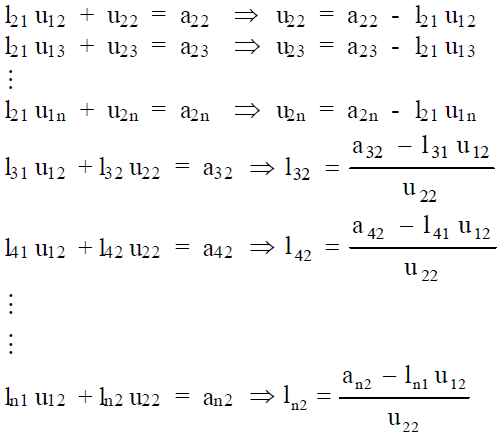 l₂₁ u₁₂ + u₂₂ = a₂₂ ⇒ u₂₂ = a₂₂ - l₂₁ u₁₂
l₂₁ u₁₃ + u₂₃ = a₂₃ ⇒ u₂₃ = a₂₃ - l₂₁ u₁₃
⋮
l₂₁ u₁ₙ + u₂ₙ = a₂ₙ ⇒ u₂ₙ = a₂ₙ - l₂₁ u₁ₙ
l₃₁ u₁₂ + l₃₂ u₂₂ = a₃₂ ⇒ l₃₂ = (a₃₂ − l₃₁ u₁₂) / u₂₂
l₄₁ u₁₂ + l₄₂ u₂₂ = a₄₂ ⇒ l₄₂ = (a₄₂ − l₄₁ u₁₂) / u₂₂
⋮
⋮
lₙ₁ u₁₂ + lₙ₂ u₂₂ = aₙ₂ ⇒ lₙ₂ = (aₙ₂ − lₙ₁ u₁₂) / u₂₂